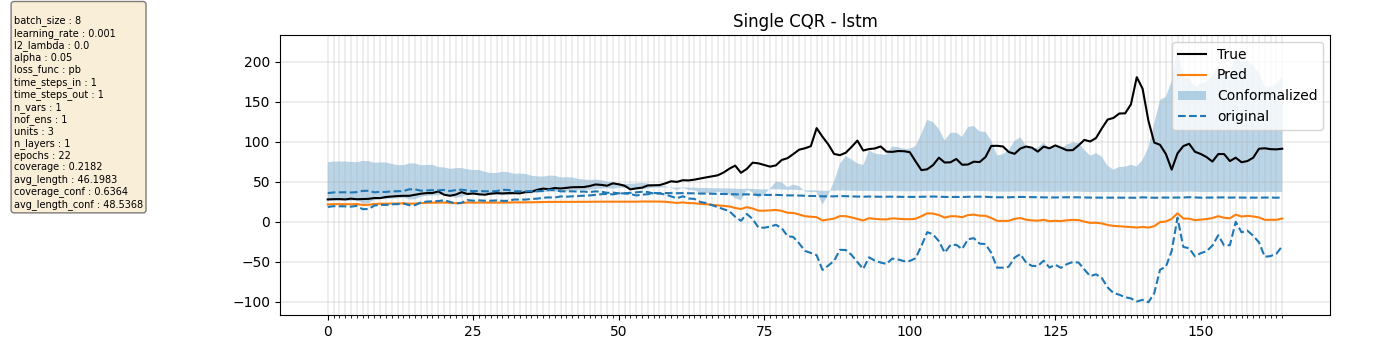 batch_size : 8
learning_rate : 0.001
l2_lambda : 0.0
alpha : 0.05
loss_func : pb
time_steps_in : 1
time_steps_out : 1
n_vars : 1
nof_ens : 1
units : 3
n_layers : 1
epochs : 22
coverage : 0.2182
avg_length : 46.1983
coverage_conf : 0.6364
avg_length_conf : 48.5368
Single CQR - lstm
200
150
100
50
0
−50
−100
True
Pred
Conformalized
original
0 25 50 75 100 125 150